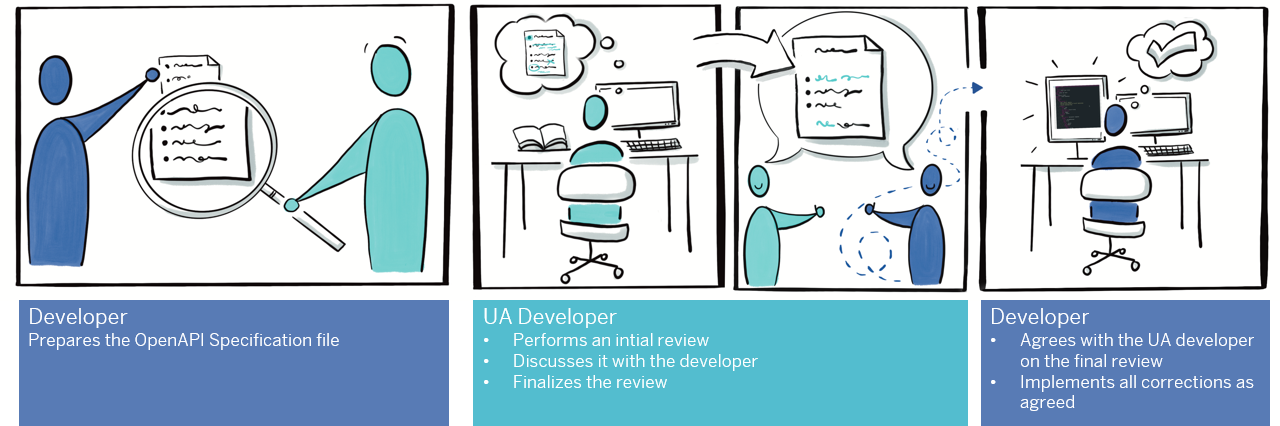 Developer
Prepares the OpenAPI Specification file
UA Developer
• Performs an intial review
• Discusses it with the developer
• Finalizes the review
Developer
• Agrees with the UA developer
on the final review
• Implements all corrections as
agreed